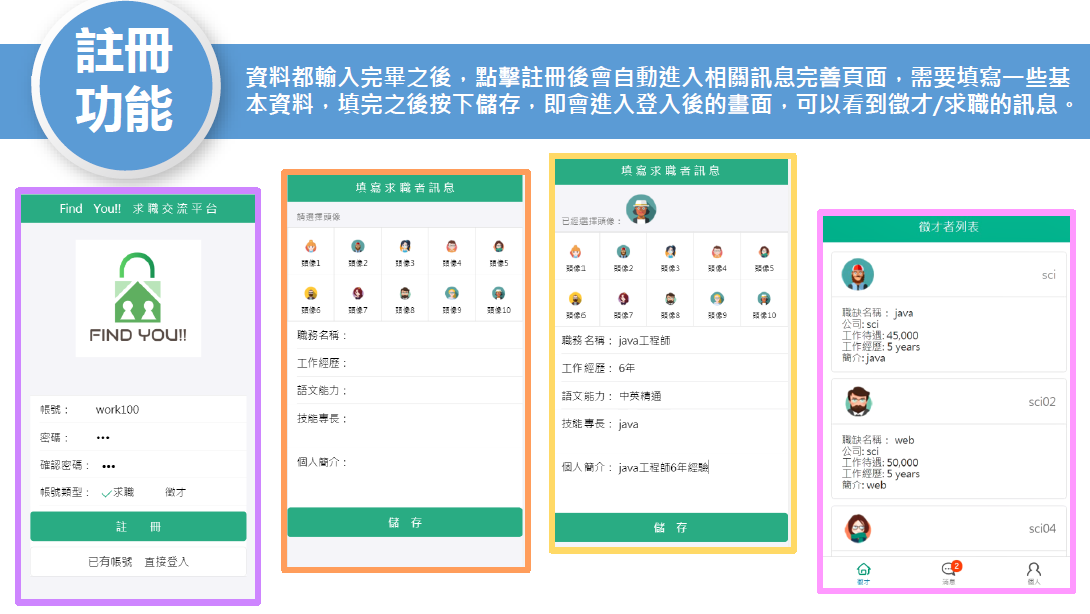 註冊
功能
資料都輸入完畢之後，點擊註冊後會自動進入相關訊息完善頁面，需要填寫一些基
本資料，填完之後按下儲存，即會進入登入後的畫面，可以看到徵才/求職的訊息。
Find You!! 求職交流平台
FIND YOU!!
帳號： work100
密碼： •••
確認密碼： •••
帳號類型： ✓求職 徵才
註 冊
已有帳號 直接登入
填寫求職者訊息
請選擇頭像
頭像1 頭像2 頭像3 頭像4 頭像5
頭像6 頭像7 頭像8 頭像9 頭像10
職務名稱：
工作經歷：
語文能力：
技能專長：
個人簡介：
儲 存
填寫求職者訊息
已經選擇頭像：
頭像1 頭像2 頭像3 頭像4 頭像5
頭像6 頭像7 頭像8 頭像9 頭像10
職務名稱： java工程師
工作經歷： 6年
語文能力： 中英精通
技能專長： java
個人簡介： java工程師6年經驗
儲 存
徵才者列表
sci
職缺名稱： java
公司: sci
工作待遇: 45,000
工作經歷: 5 years
簡介: java
sci02
職缺名稱： web
公司: sci
工作待遇: 50,000
工作經歷: 5 years
簡介: web
sci04
2
徵才 消息 個人